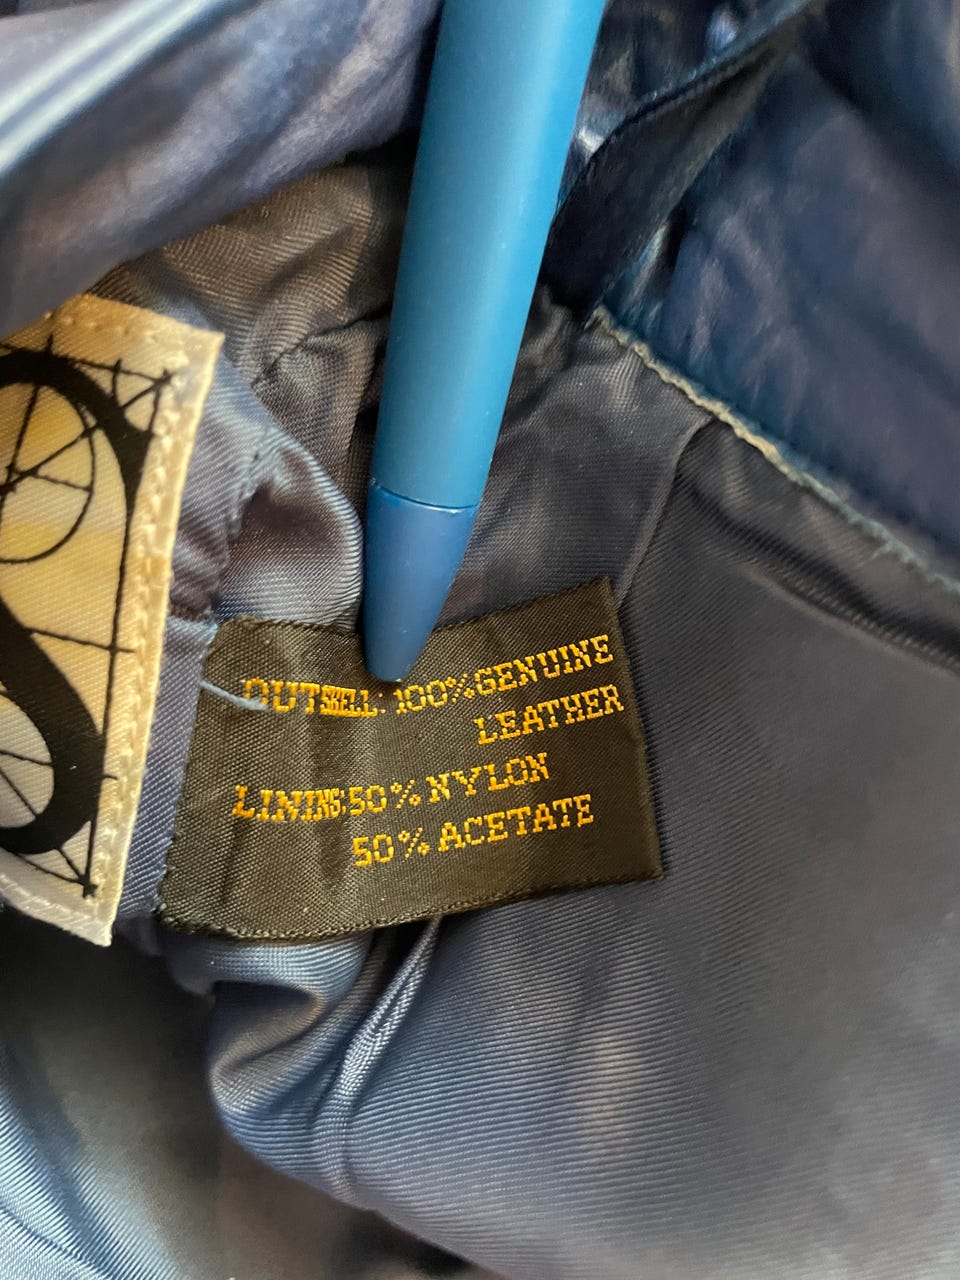 OUTSHELL: 100%GENUINE
LEATHER
LINING:50%NYLON
50%ACETATE